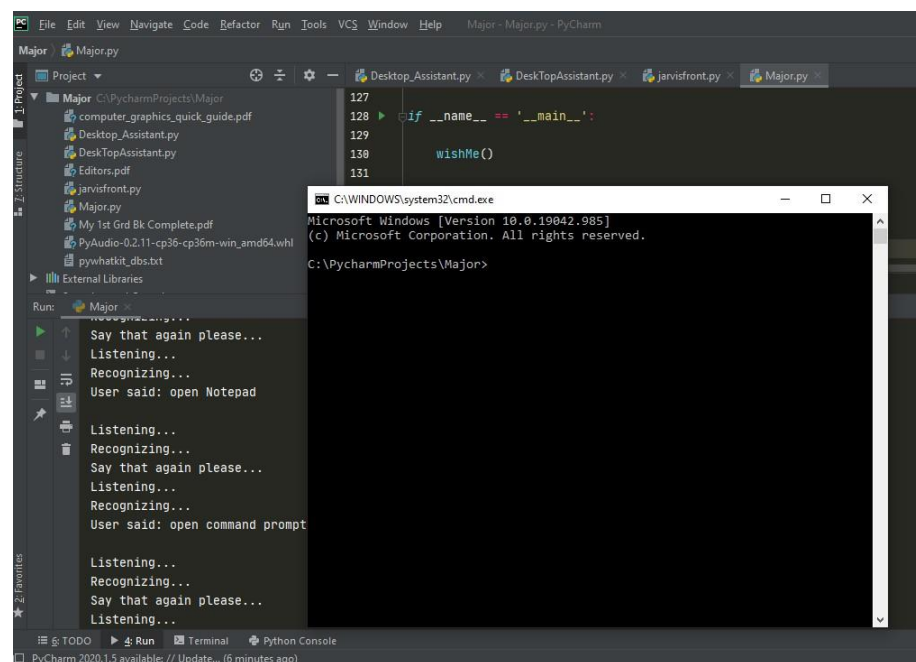 PC File Edit View Navigate Code Refactor Run Tools VCS Window Help Major - Major.py - PyCharm
Major Major.py
1: Project
Project
Desktop_Assistant.py DeskTopAssistant.py jarvisfront.py Major.py
Major C:\PycharmProjects\Major
computer_graphics_quick_guide.pdf
Desktop_Assistant.py
DeskTopAssistant.py
Editors.pdf
jarvisfront.py
Major.py
My 1st Grd Bk Complete.pdf
PyAudio-0.2.11-cp36-cp36m-win_amd64.whl
pywhatkit_dbs.txt
External Libraries
Z: Structure
127
128 if __name__ == '__main__':
129
130 wishMe()
131
C:\WINDOWS\system32\cmd.exe
Microsoft Windows [Version 10.0.19042.985]
(c) Microsoft Corporation. All rights reserved.
C:\PycharmProjects\Major>
Run: Major
Recognizing...
Say that again please...
Listening...
Recognizing...
User said: open Notepad
Listening...
Recognizing...
Say that again please...
Listening...
Recognizing...
User said: open command prompt
Listening...
Recognizing...
Say that again please...
Listening...
2: Favorites
6: TODO 4: Run Terminal Python Console
PyCharm 2020.1.5 available: // Update... (6 minutes ago)